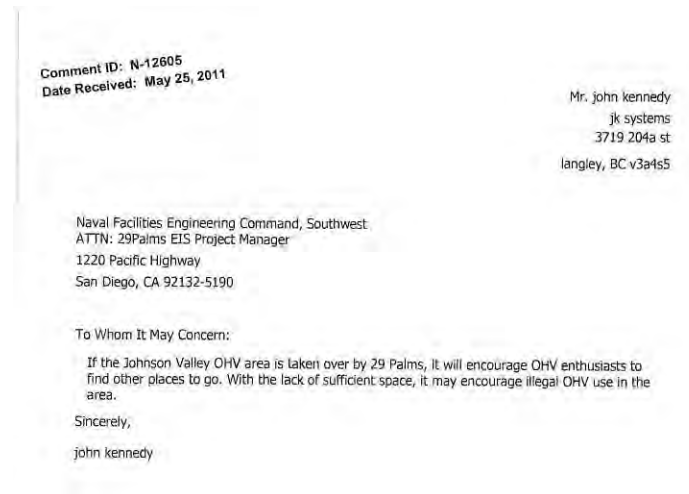 Comment ID: N-12605
Date Received: May 25, 2011
Mr. john kennedy
jk systems
3719 204a st
langley, BC v3a4s5
Naval Facilities Engineering Command, Southwest
ATTN: 29Palms EIS Project Manager
1220 Pacific Highway
San Diego, CA 92132-5190
To Whom It May Concern:
If the Johnson Valley OHV area is taken over by 29 Palms, it will encourage OHV enthusiasts to
find other places to go. With the lack of sufficient space, it may encourage illegal OHV use in the
area.
Sincerely,
john kennedy